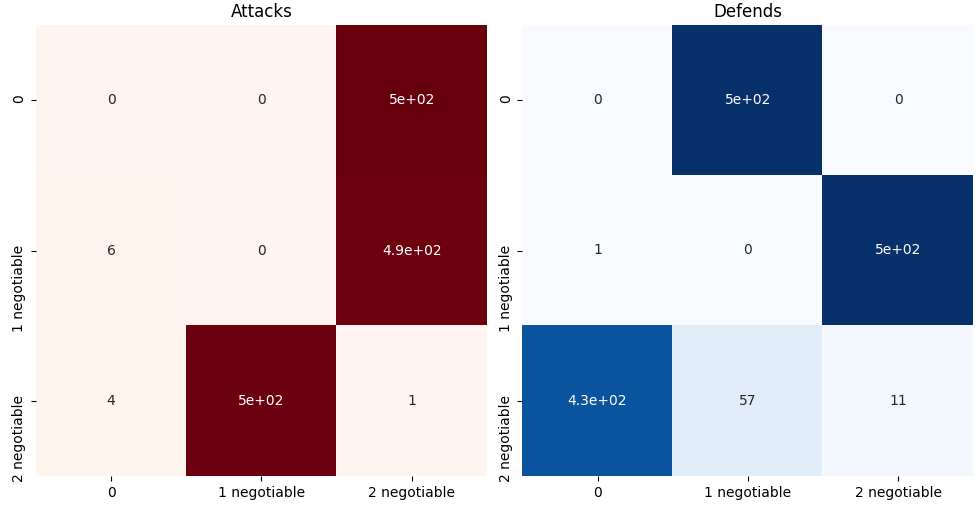 Attacks
Defends
0
0
0
5e+02
0
0
5e+02
0
1 negotiable
6
0
4.9e+02
1 negotiable
1
0
5e+02
2 negotiable
4
5e+02
1
2 negotiable
4.3e+02
57
11
0
1 negotiable
2 negotiable
0
1 negotiable
2 negotiable